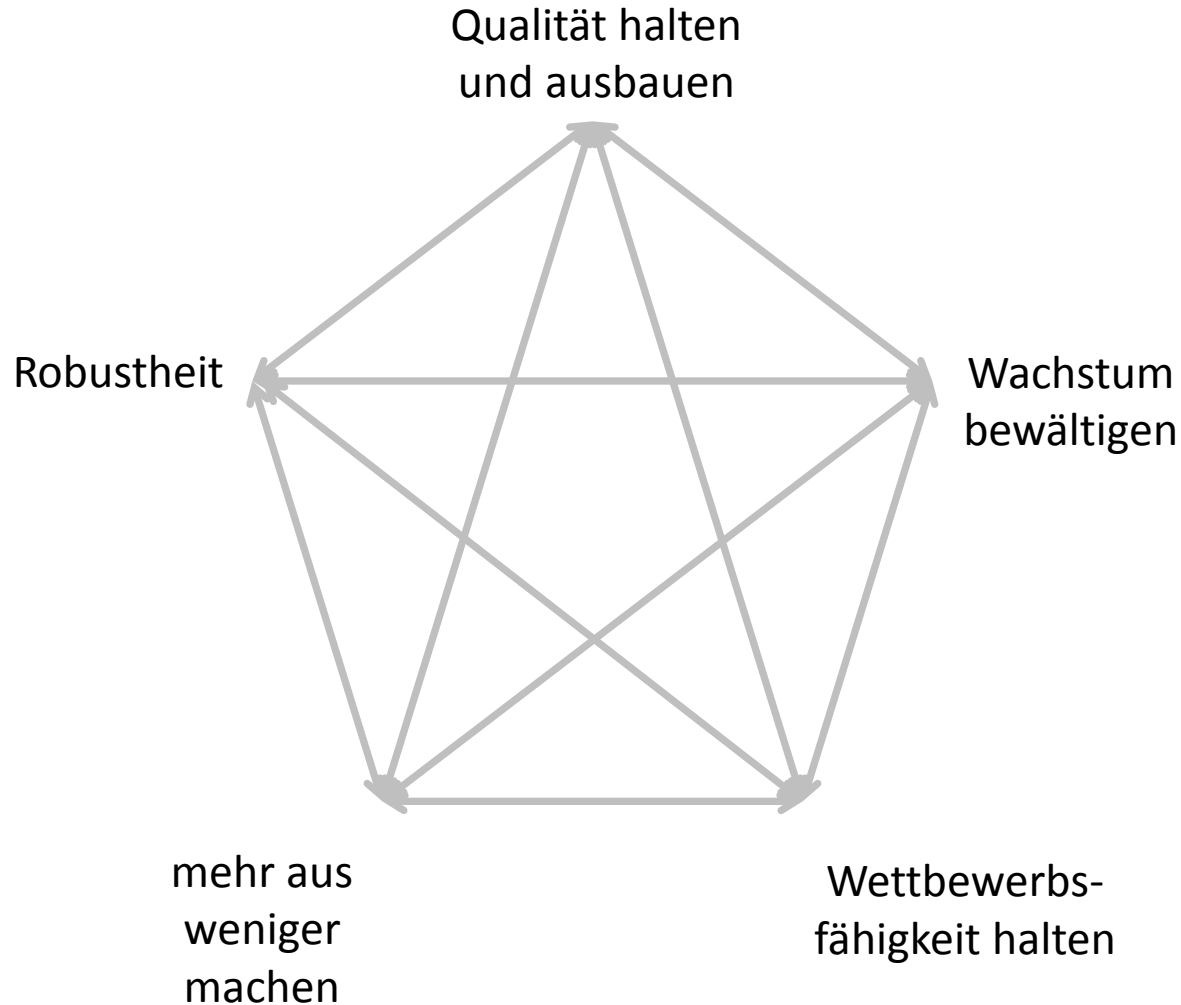 Qualität halten
und ausbauen
Robustheit
Wachstum
bewältigen
mehr aus
weniger
machen
Wettbewerbs-
fähigkeit halten